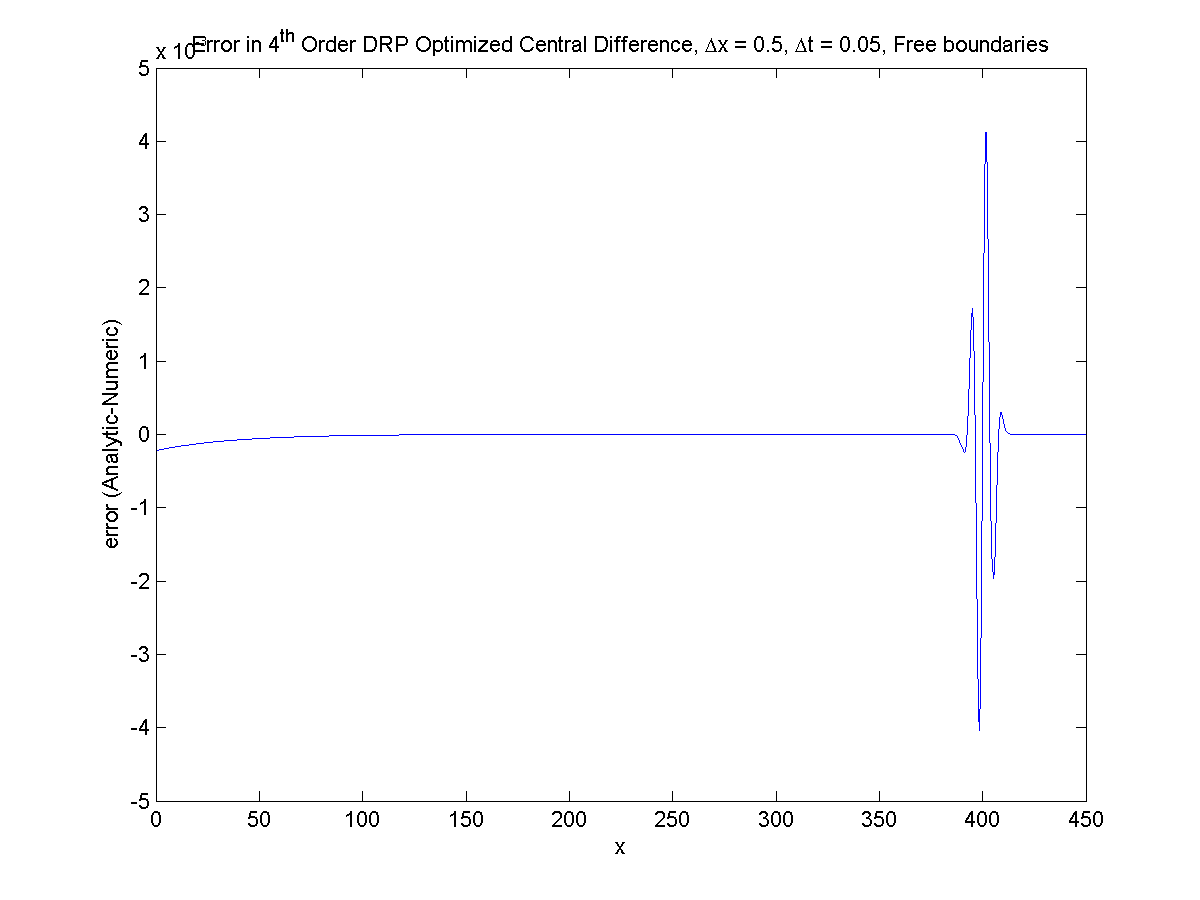 Error in 4th Order DRP Optimized Central Difference, Δx = 0.5, Δt = 0.05, Free boundaries
x 10-3
5
4
3
2
1
0
-1
-2
-3
-4
-5
error (Analytic-Numeric)
0 50 100 150 200 250 300 350 400 450
x